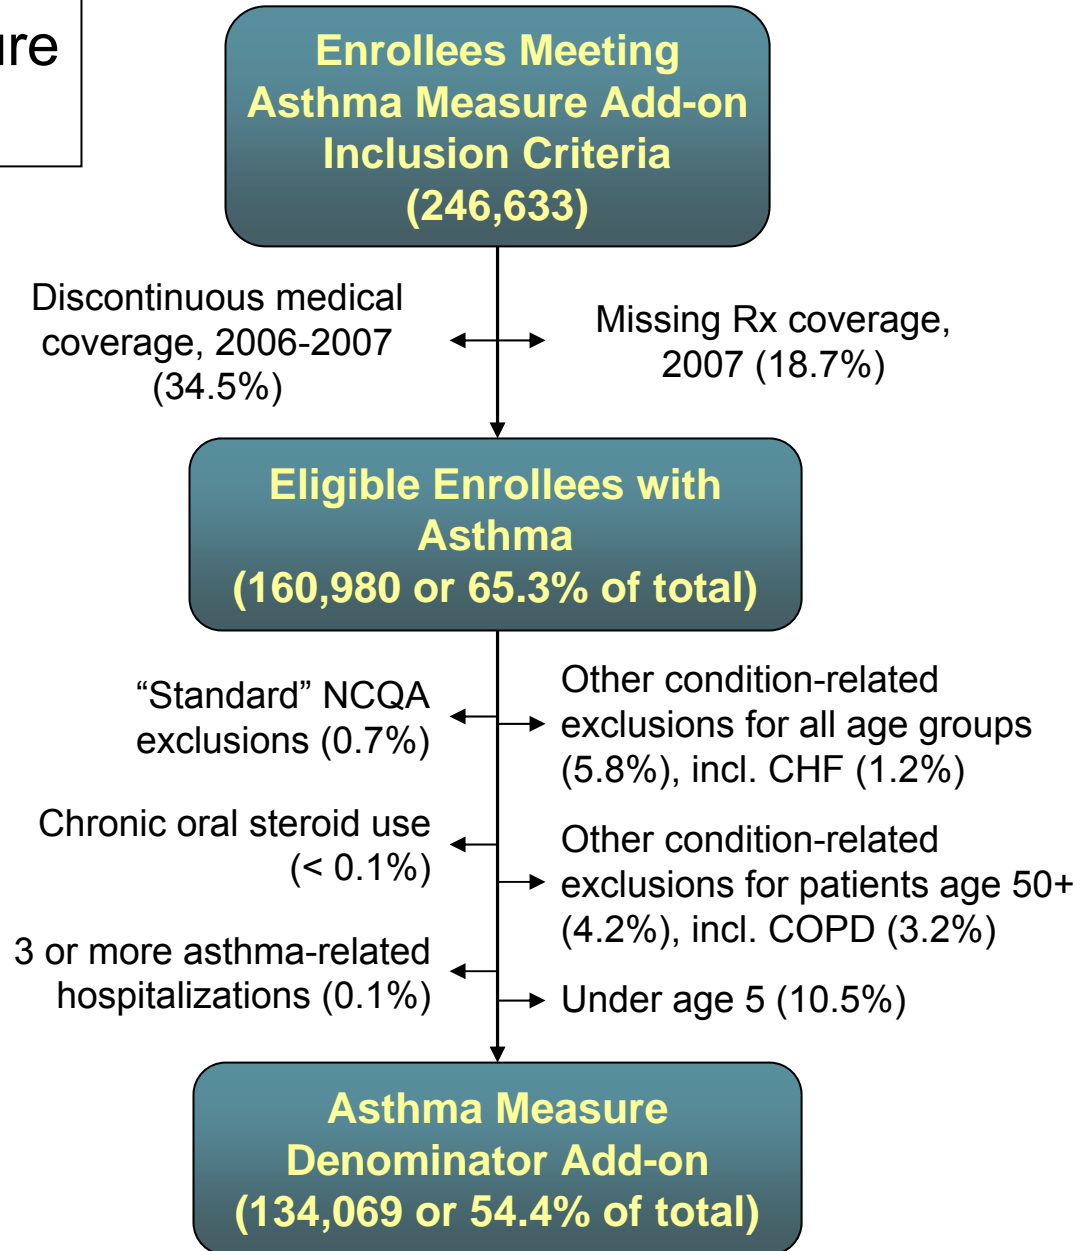 Enrollees Meeting
Asthma Measure Add-on
Inclusion Criteria
(246,633)
Discontinuous medical
coverage, 2006-2007
(34.5%)
Missing Rx coverage,
2007 (18.7%)
Eligible Enrollees with
Asthma
(160,980 or 65.3% of total)
“Standard” NCQA
exclusions (0.7%)
Other condition-related
exclusions for all age groups
(5.8%), incl. CHF (1.2%)
Chronic oral steroid use
(< 0.1%)
Other condition-related
exclusions for patients age 50+
(4.2%), incl. COPD (3.2%)
3 or more asthma-related
hospitalizations (0.1%)
Under age 5 (10.5%)
Asthma Measure
Denominator Add-on
(134,069 or 54.4% of total)